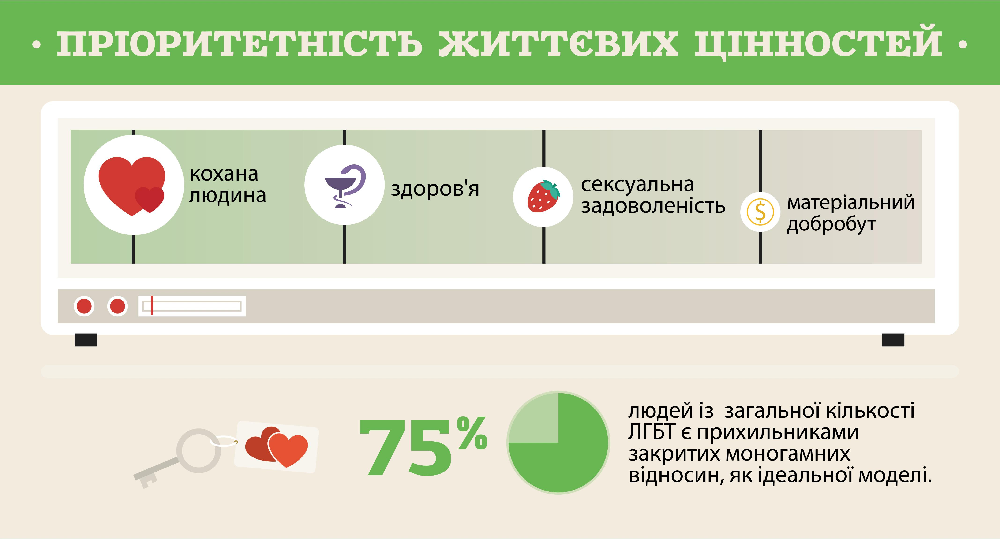 • ПРІОРИТЕТНІСТЬ ЖИТТЄВИХ ЦІННОСТЕЙ •
кохана
людина
здоров'я
сексуальна
задоволеність
$
матеріальний
добробут
75%
людей із загальної кількості
ЛГБТ є прихильниками
закритих моногамних
відносин, як ідеальної моделі.